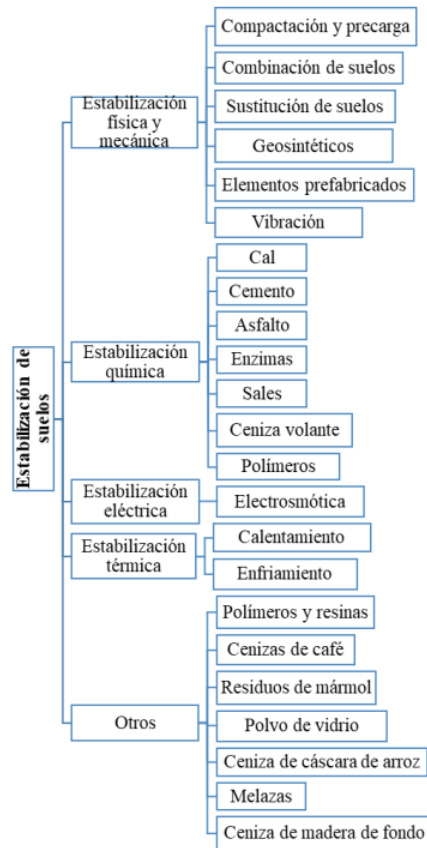 Estabilización de
suelos
Estabilización
física y
mecánica
Compactación y precarga
Combinación de suelos
Sustitución de suelos
Geosintéticos
Elementos prefabricados
Vibración
Estabilización
química
Cal
Cemento
Asfalto
Enzimas
Sales
Ceniza volante
Polímeros
Estabilización
eléctrica
Electrosmótica
Estabilización
térmica
Calentamiento
Enfriamiento
Otros
Polímeros y resinas
Cenizas de café
Residuos de mármol
Polvo de vidrio
Ceniza de cáscara de arroz
Melazas
Ceniza de madera de fondo